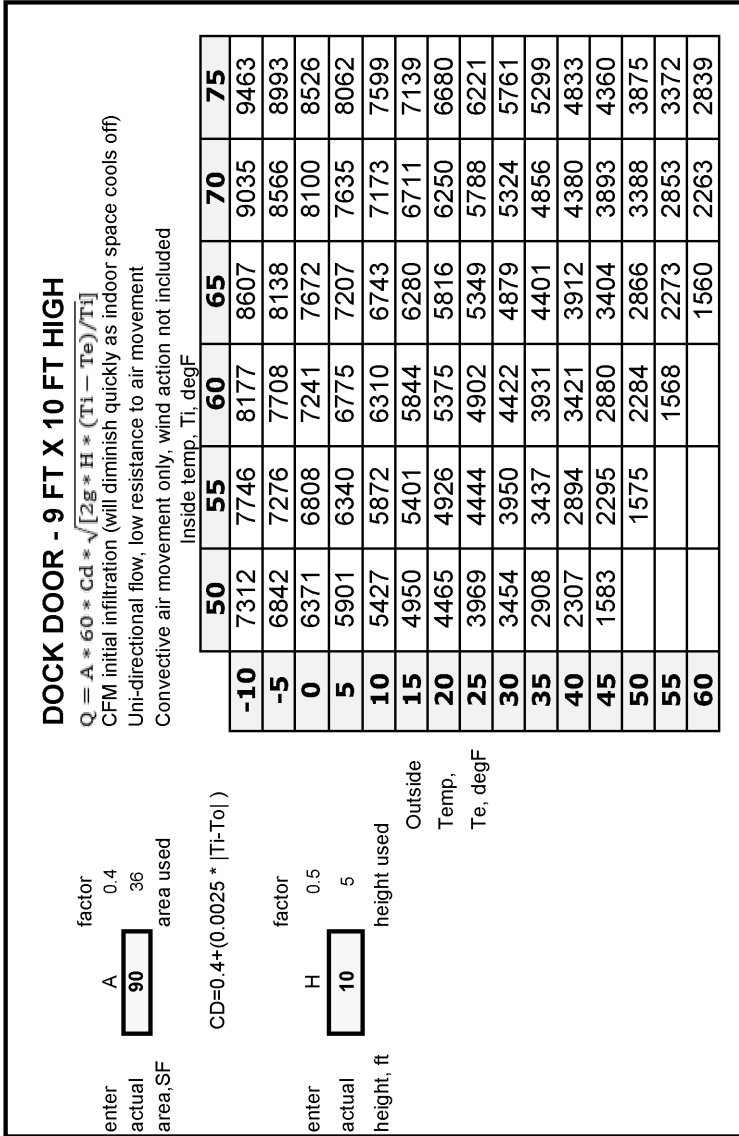 DOCK DOOR - 9 FT X 10 FT HIGH
Q = A * 60 * Cd * √[2g * H * (Ti − Te)/Ti]
CFM initial infiltration (will diminish quickly as indoor space cools off)
Uni-directional flow, low resistance to air movement
Convective air movement only, wind action not included
factor
enter A 0.4
actual 90 36
area,SF area used
CD=0.4+(0.0025 * |Ti-To| )
factor
enter H 0.5
actual 10 5
height, ft height used
Outside
Temp,
Te, degF
Inside temp, Ti, degF
50 55 60 65 70 75
-10 7312 7746 8177 8607 9035 9463
-5 6842 7276 7708 8138 8566 8993
0 6371 6808 7241 7672 8100 8526
5 5901 6340 6775 7207 7635 8062
10 5427 5872 6310 6743 7173 7599
15 4950 5401 5844 6280 6711 7139
20 4465 4926 5375 5816 6250 6680
25 3969 4444 4902 5349 5788 6221
30 3454 3950 4422 4879 5324 5761
35 2908 3437 3931 4401 4856 5299
40 2307 2894 3421 3912 4380 4833
45 1583 2295 2880 3404 3893 4360
50 1575 2284 2866 3388 3875
55 1568 2273 2853 3372
60 1560 2263 2839